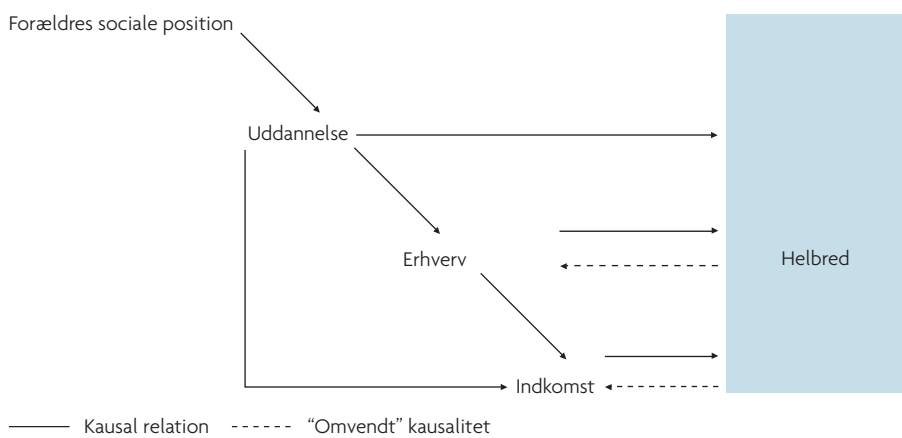 Forældres sociale position
Uddannelse
Erhverv
Helbred
Indkomst
Kausal relation
“Omvendt” kausalitet